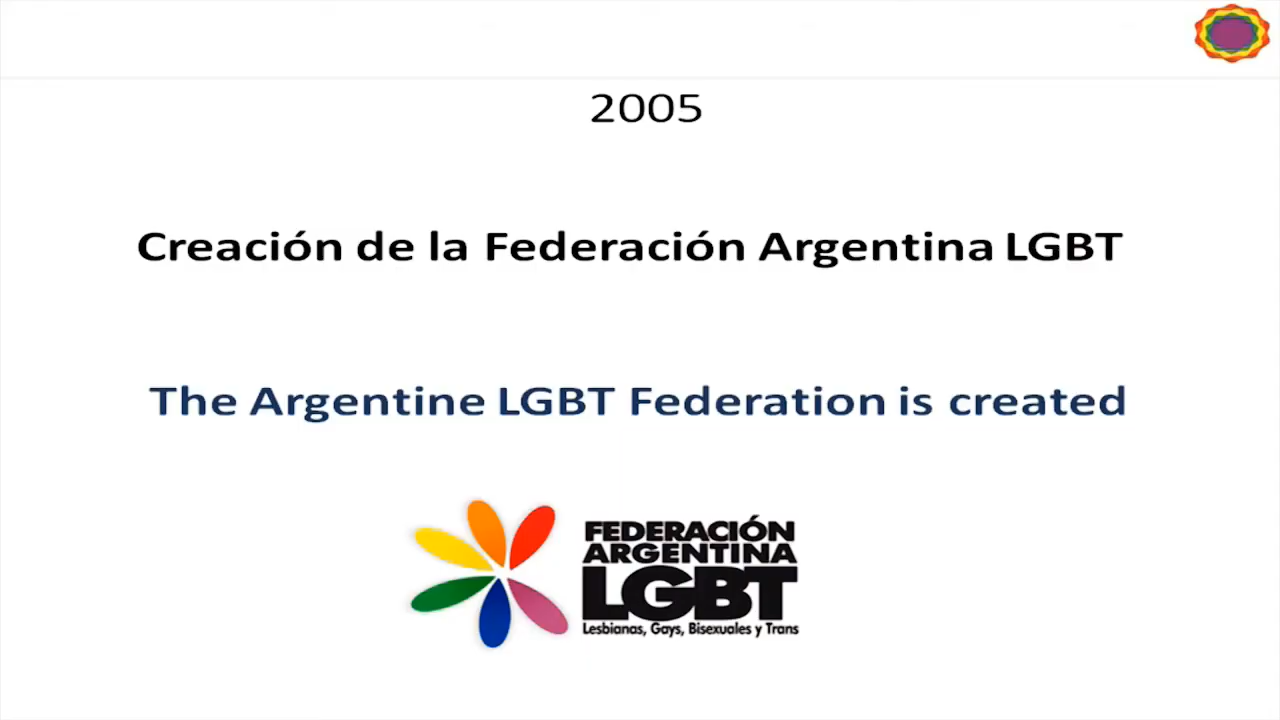 2005
Creación de la Federación Argentina LGBT
The Argentine LGBT Federation is created
FEDERACIÓN
ARGENTINA
LGBT
Lesbianas, Gays, Bisexuales y Trans